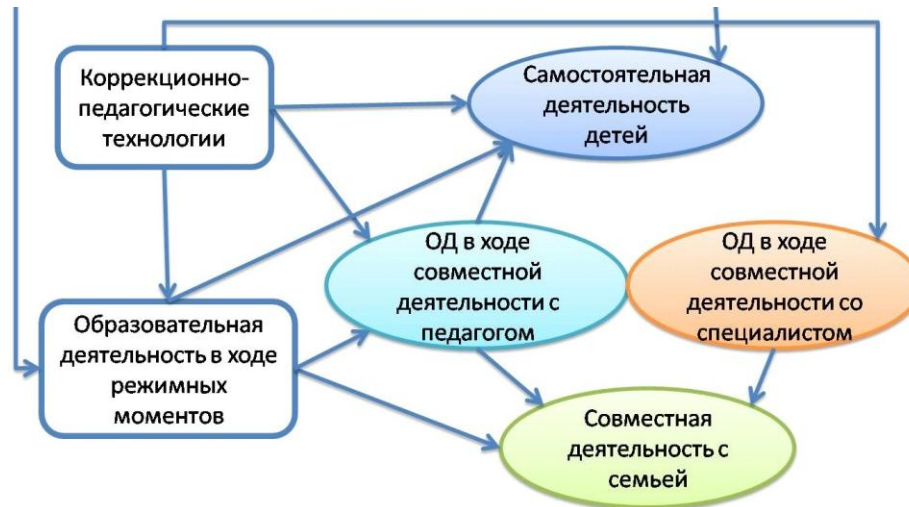 Коррекционно-
педагогические
технологии
Самостоятельная
деятельность
детей
ОД в ходе
совместной
деятельности с
педагогом
ОД в ходе
совместной
деятельности со
специалистом
Образовательная
деятельность в ходе
режимных
моментов
Совместная
деятельность с
семьей